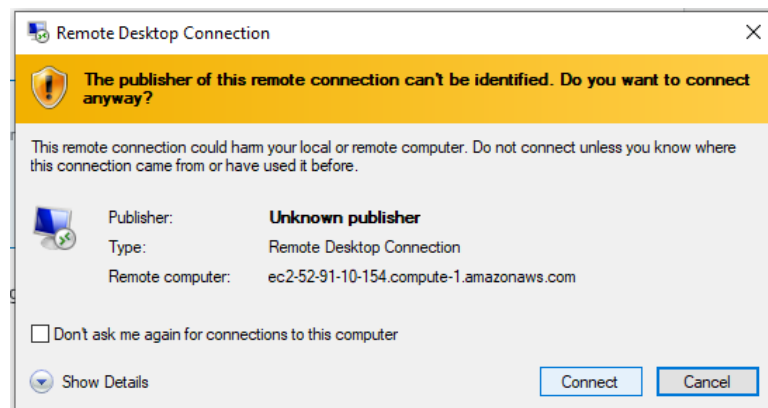 Remote Desktop Connection
The publisher of this remote connection can't be identified. Do you want to connect
anyway?
This remote connection could harm your local or remote computer. Do not connect unless you know where
this connection came from or have used it before.
Publisher: Unknown publisher
Type: Remote Desktop Connection
Remote computer: ec2-52-91-10-154.compute-1.amazonaws.com
Don't ask me again for connections to this computer
Show Details Connect Cancel